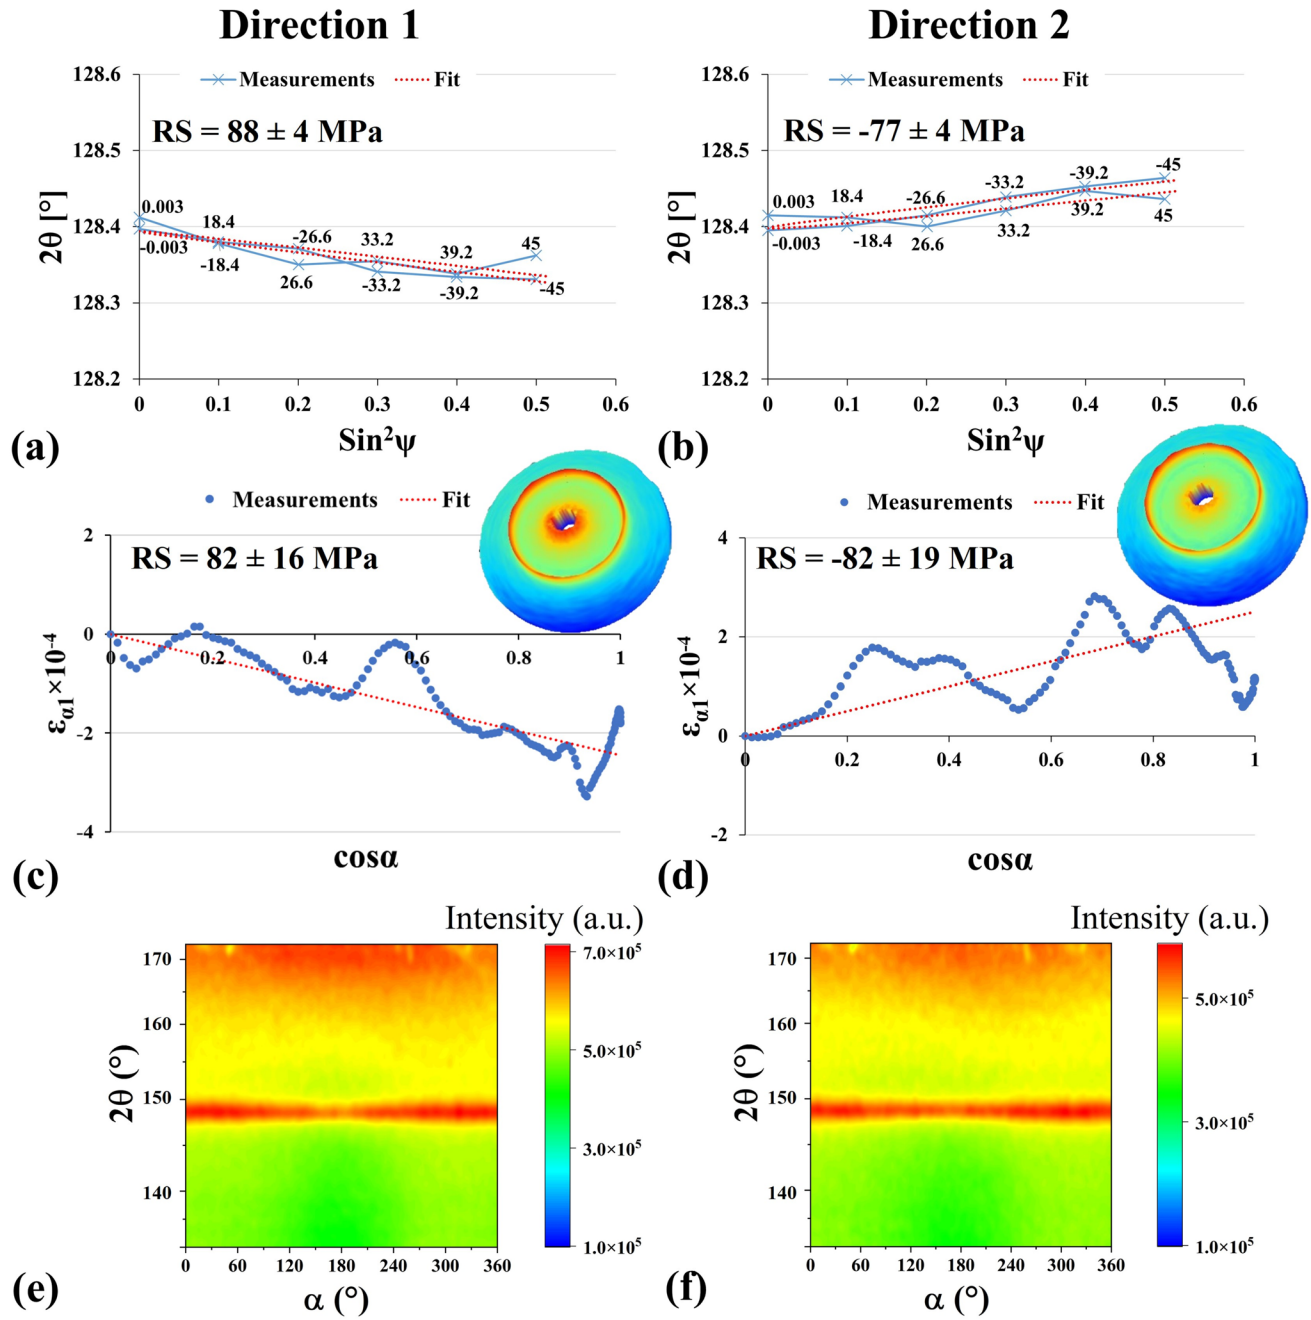 Direction 1
Direction 2
128.6
128.5
128.4
128.3
128.2
2θ [°]
Measurements
Fit
RS = 88 ± 4 MPa
0.003
-0.003
18.4
-18.4
-26.6
26.6
33.2
-33.2
39.2
-39.2
45
-45
0
0.1
0.2
0.3
0.4
0.5
0.6
Sin²ψ
(a)
128.6
128.5
128.4
128.3
128.2
2θ [°]
Measurements
Fit
RS = -77 ± 4 MPa
0.003
-0.003
18.4
-18.4
-26.6
26.6
-33.2
33.2
-39.2
39.2
-45
45
0
0.1
0.2
0.3
0.4
0.5
0.6
Sin²ψ
(b)
Measurements
Fit
RS = 82 ± 16 MPa
2
0
-2
-4
εα1×10⁻⁴
0
0.2
0.4
0.6
0.8
1
cosα
(c)
Measurements
Fit
RS = -82 ± 19 MPa
4
2
0
-2
εα1×10⁻⁴
0
0.2
0.4
0.6
0.8
1
cosα
(d)
Intensity (a.u.)
170
160
150
140
2θ (°)
7.0×10⁵
5.0×10⁵
3.0×10⁵
1.0×10⁵
0
60
120
180
240
300
360
α (°)
(e)
Intensity (a.u.)
170
160
150
140
2θ (°)
5.0×10⁵
3.0×10⁵
1.0×10⁵
0
60
120
180
240
300
360
α (°)
(f)